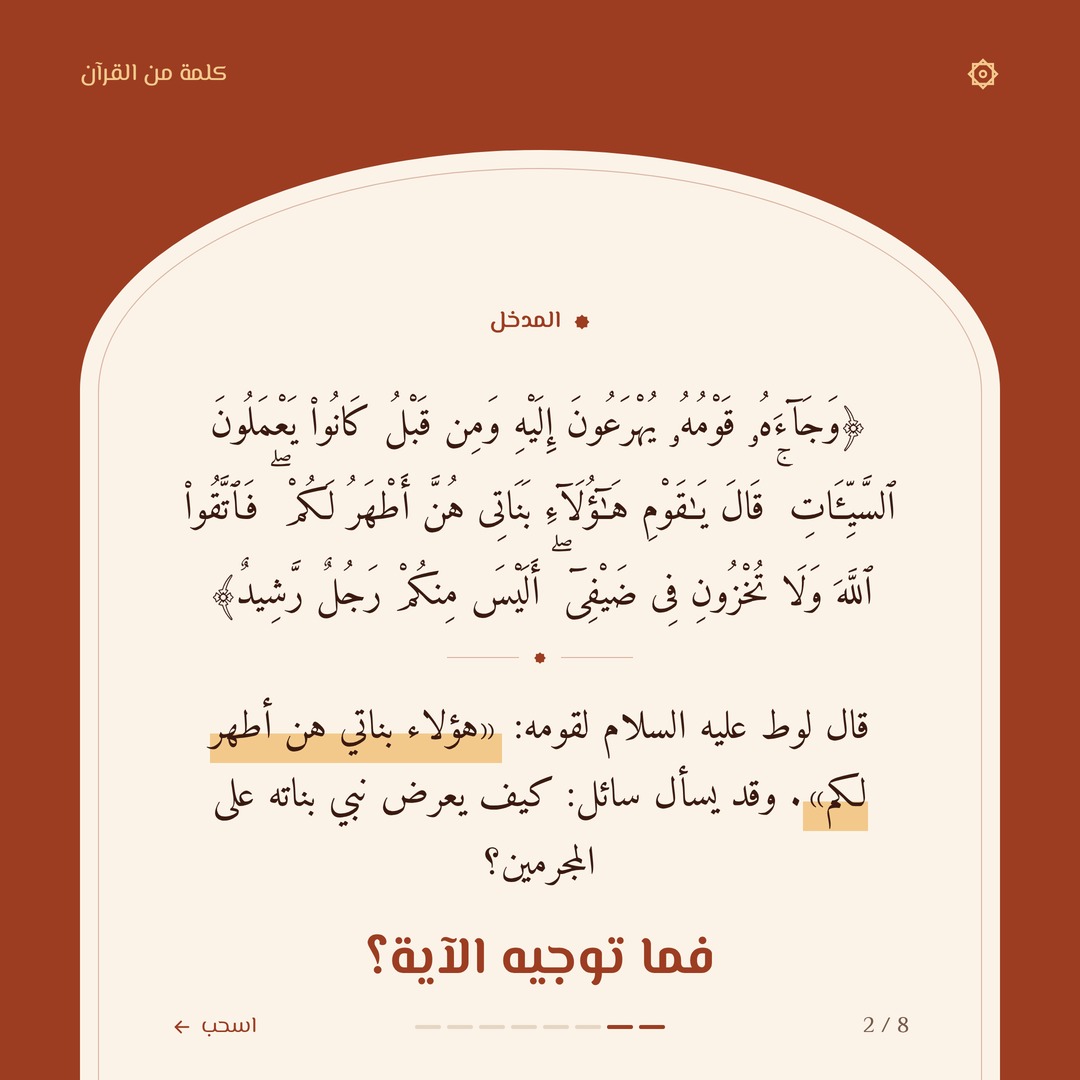 كلمة من القرآن
المدخل
﴿وَجَآءَهُۥ قَوْمُهُۥ يُهْرَعُونَ إِلَيْهِ وَمِن قَبْلُ كَانُوا۟ يَعْمَلُونَ
ٱلسَّيِّـَٔاتِ ۚ قَالَ يَـٰقَوْمِ هَـٰٓؤُلَآءِ بَنَاتِى هُنَّ أَطْهَرُ لَكُمْ ۖ فَٱتَّقُوا۟
ٱللَّهَ وَلَا تُخْزُونِ فِى ضَيْفِىٓ ۖ أَلَيْسَ مِنكُمْ رَجُلٌ رَّشِيدٌ﴾
قال لوط عليه السلام لقومه: «هؤلاء بناتي هن أطهر
لكم». وقد يسأل سائل: كيف يعرض نبي بناته على
المجرمين؟
فما توجيه الآية؟
2 / 8
اسحب ←